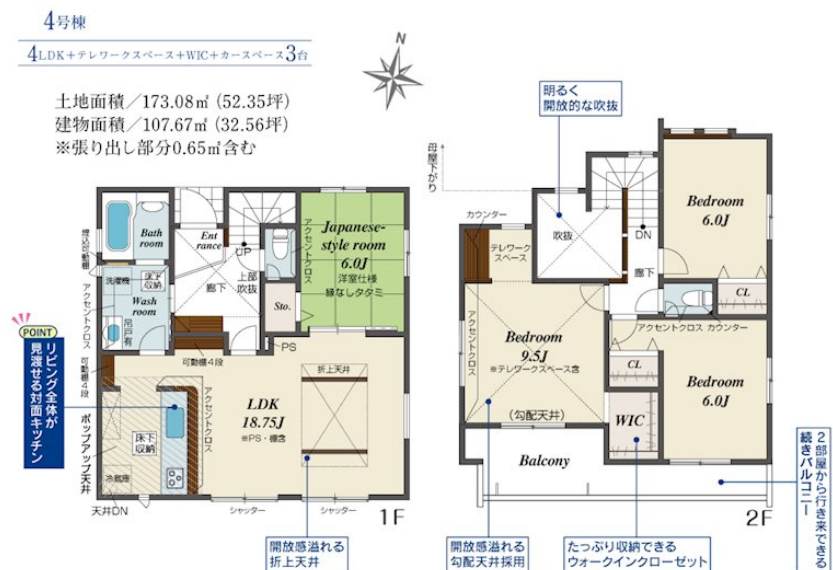 4号棟
4LDK+テレワークスペース+WIC+カースペース3台
土地面積／173.08㎡（52.35坪）
建物面積／107.67㎡（32.56坪）
※張り出し部分0.65㎡含む
N
Bath
room
埋込可動棚
Ent
rance
UP
廊下
上部
吹抜
アクセントクロス
Japanese-
style room
6.0J
洋室仕様
縁なしタタミ
洗濯機
床下
収納
Wash
room
吊戸有
アクセントクロス
Sto.
PS
POINT
リビング全体が
見渡せる対面キッチン
可動棚4段
可動棚4段
アクセントクロス
ポップアップ天井
床下
収納
冷蔵庫
天井DN
LDK
18.75J
※PS・棚含
折上天井
シャッター
シャッター
1F
開放感溢れる
折上天井
明るく
開放的な吹抜
母屋下がり
カウンター
テレワーク
スペース
吹抜
DN
廊下
Bedroom
6.0J
CL
アクセントクロス
Bedroom
9.5J
※テレワークスペース含
(勾配天井)
アクセントクロス カウンター
CL
WIC
Bedroom
6.0J
Balcony
2F
開放感溢れる
勾配天井採用
たっぷり収納できる
ウォークインクローゼット
2部屋から行き来できる
続きバルコニー